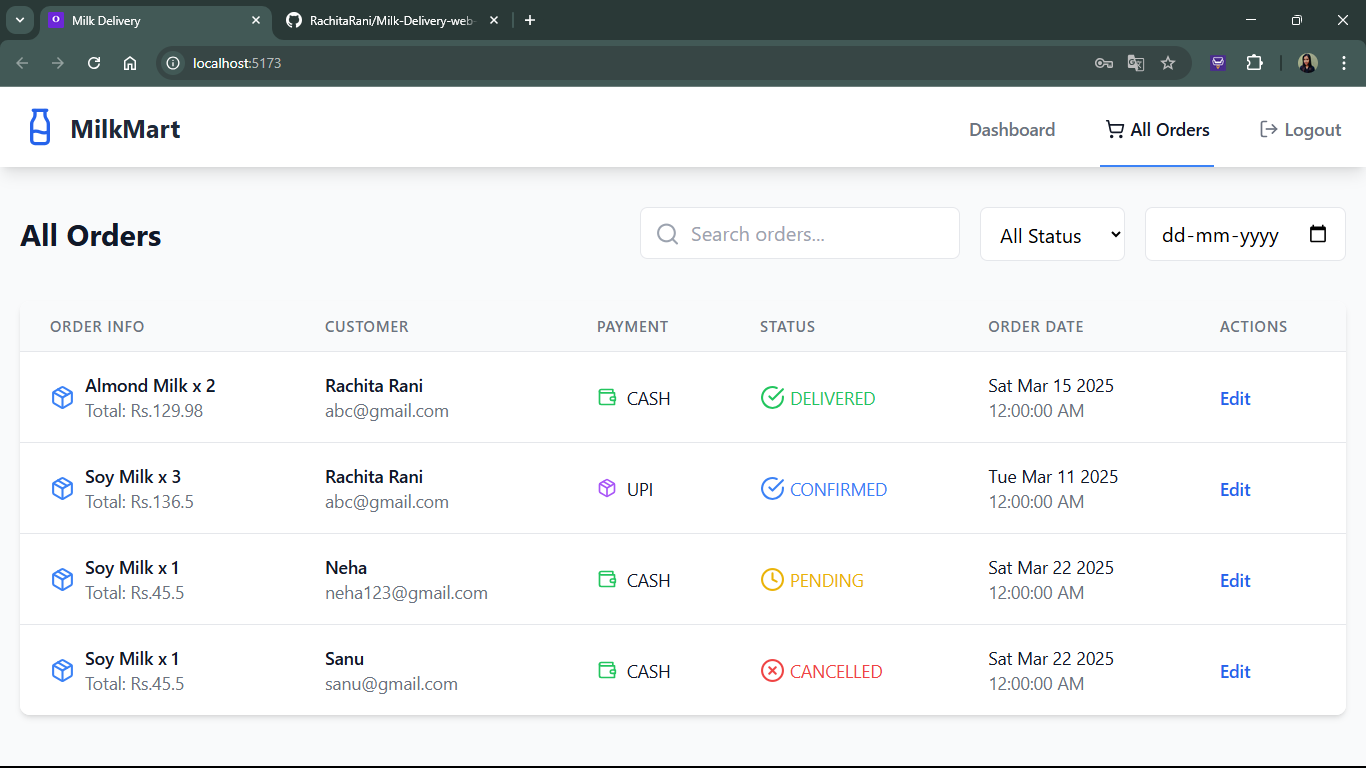 Milk Delivery
RachitaRani/Milk-Delivery-web-
localhost:5173
MilkMart
Dashboard
All Orders
Logout
All Orders
Search orders...
All Status
dd-mm-yyyy
ORDER INFO CUSTOMER PAYMENT STATUS ORDER DATE ACTIONS
Almond Milk x 2 Rachita Rani Sat Mar 15 2025
CASH DELIVERED Edit
Total: Rs.129.98 abc@gmail.com 12:00:00 AM
Soy Milk x 3 Rachita Rani Tue Mar 11 2025
UPI CONFIRMED Edit
Total: Rs.136.5 abc@gmail.com 12:00:00 AM
Soy Milk x 1 Neha Sat Mar 22 2025
CASH PENDING Edit
Total: Rs.45.5 neha123@gmail.com 12:00:00 AM
Soy Milk x 1 Sanu Sat Mar 22 2025
CASH CANCELLED Edit
Total: Rs.45.5 sanu@gmail.com 12:00:00 AM